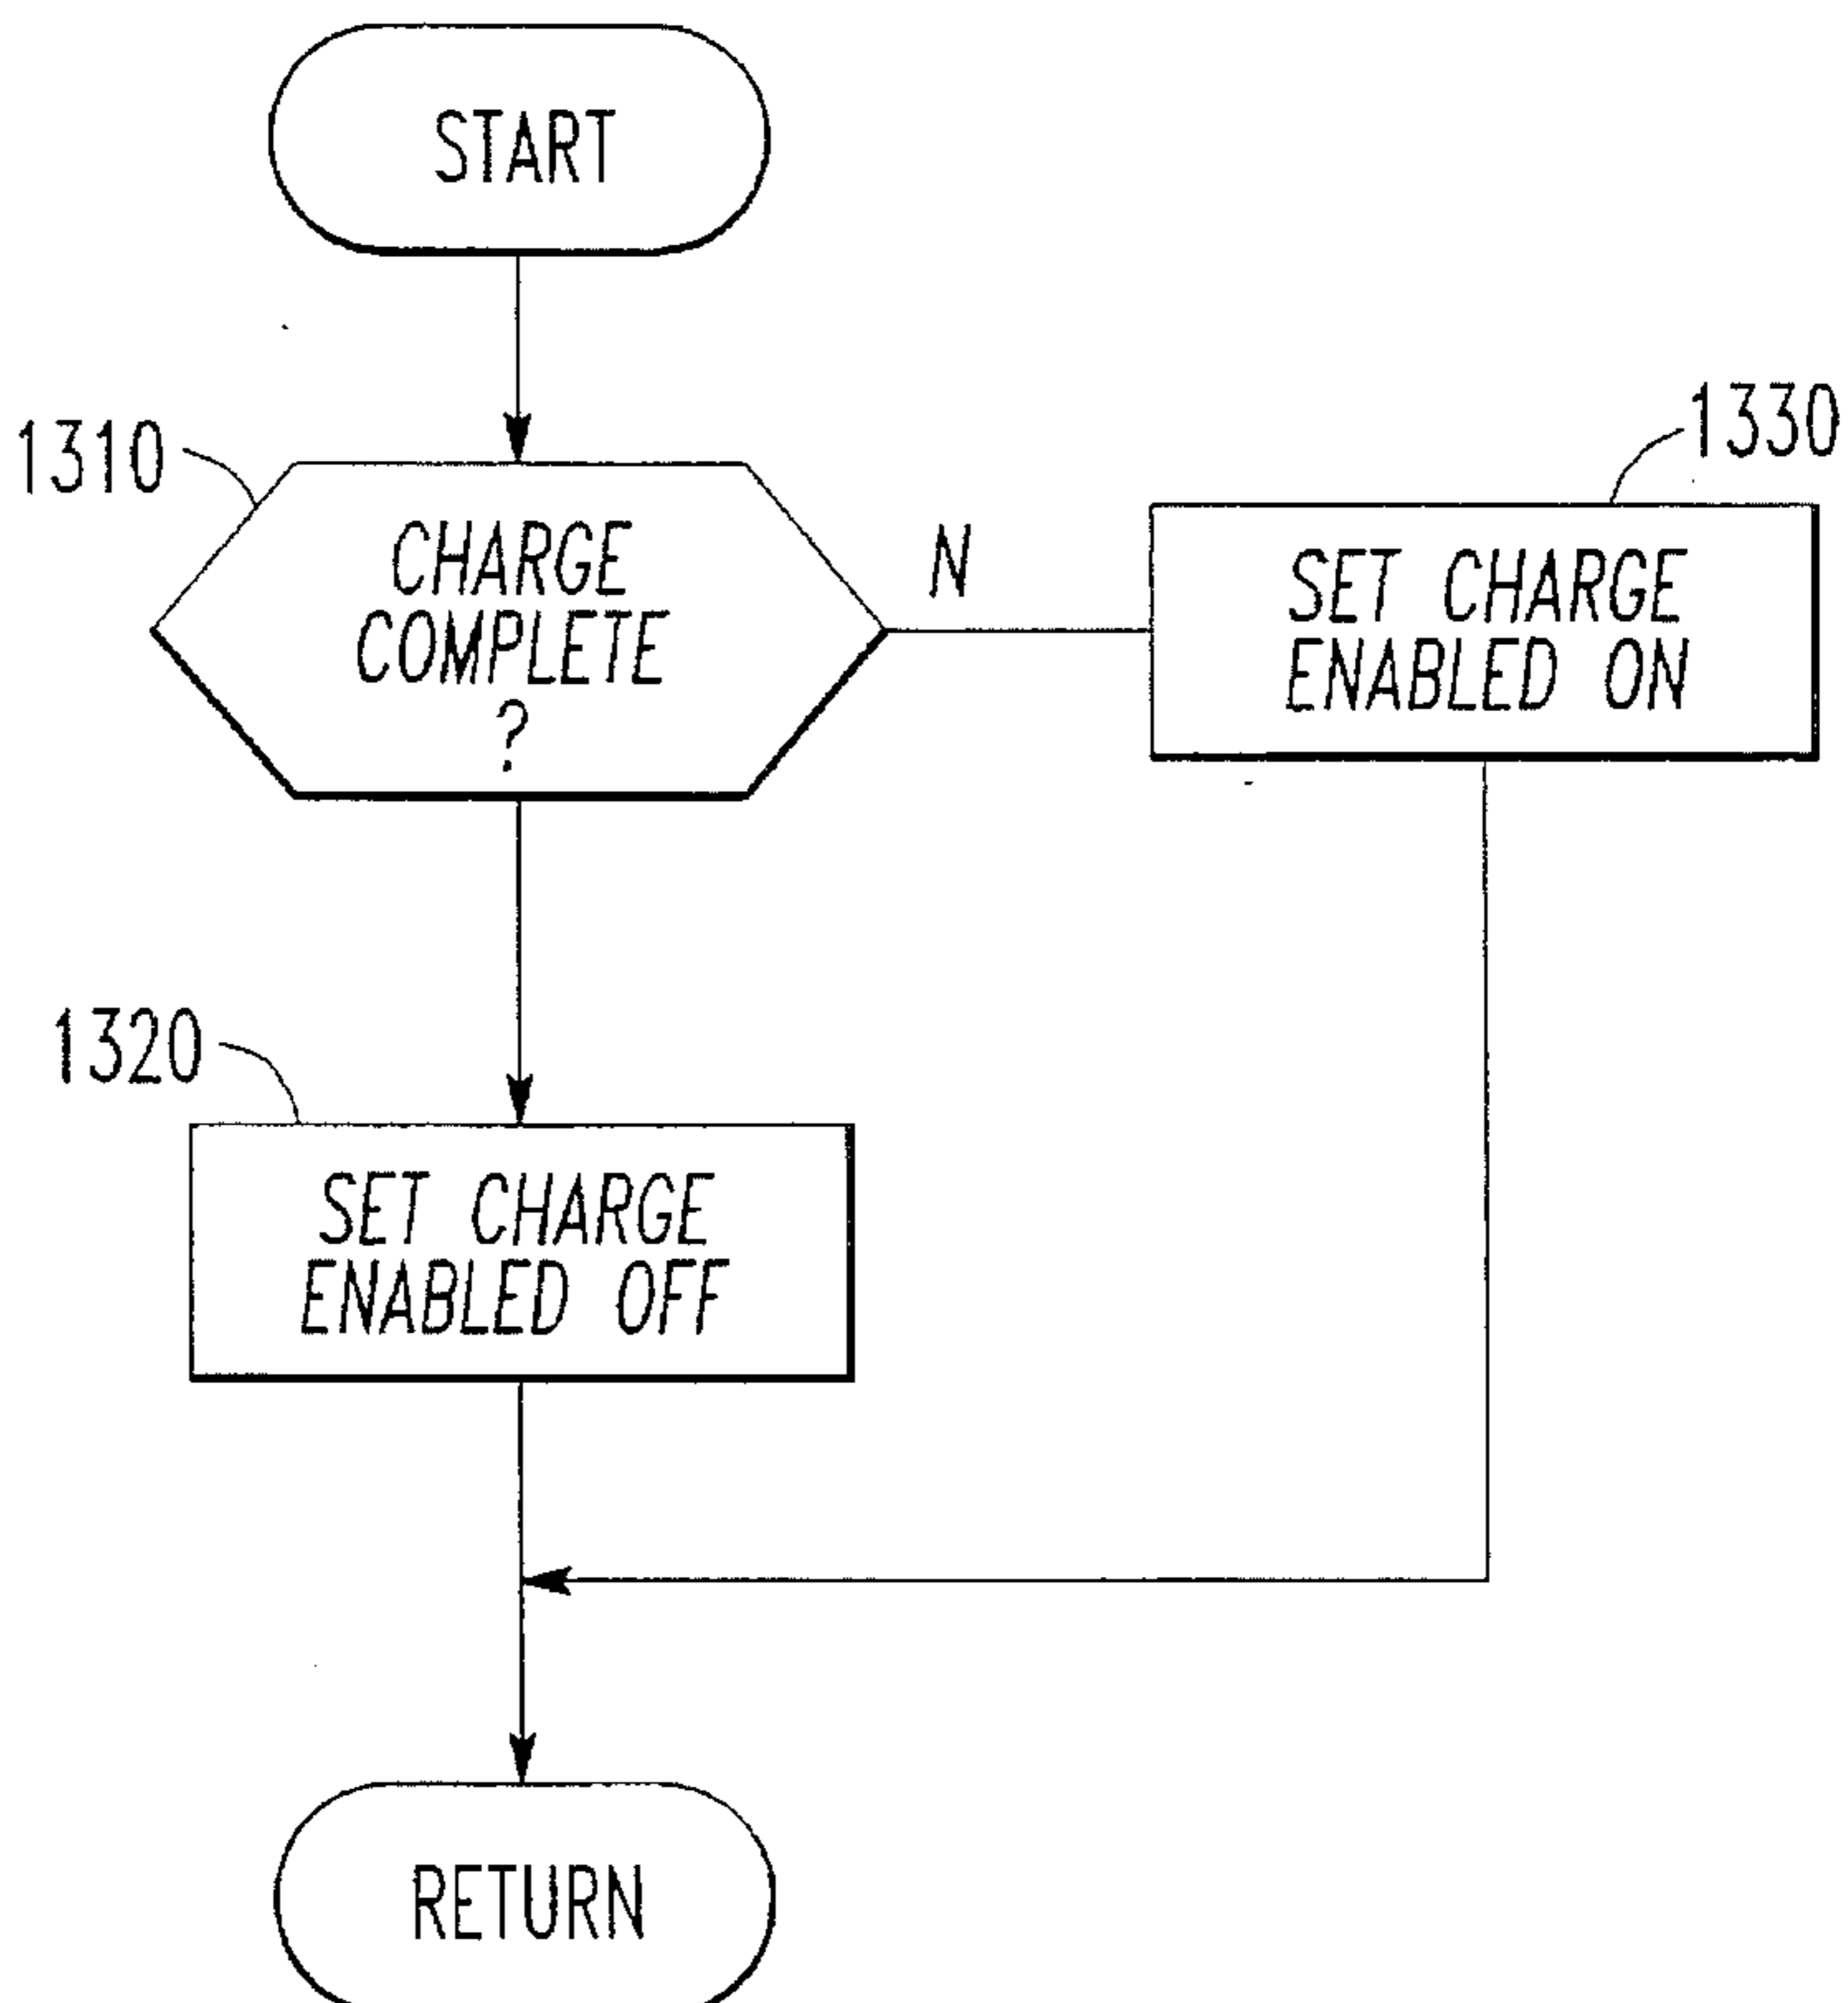 START
1310
CHARGE
COMPLETE
?
N
1330
SET CHARGE
ENABLED ON
1320
SET CHARGE
ENABLED OFF
RETURN